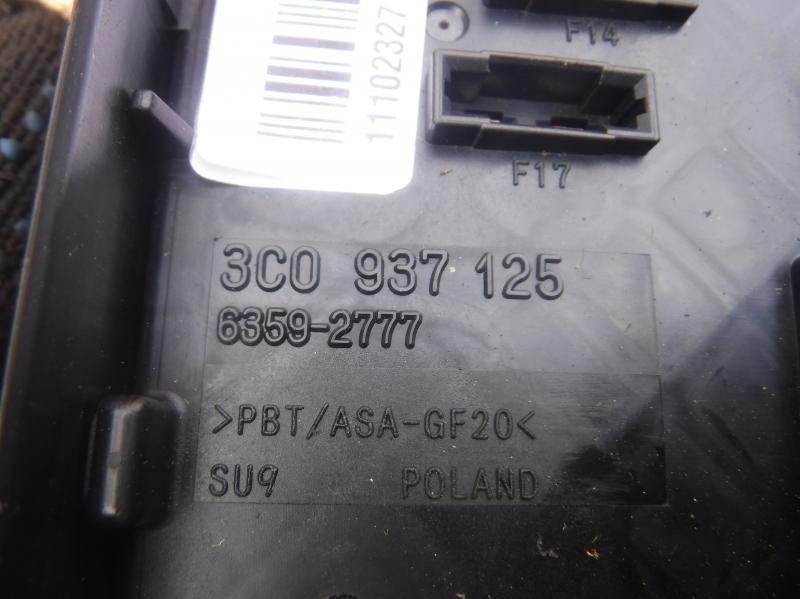 11102327
F14
F17
3C0 937 125
6359-2777
>PBT/ASA-GF20<
SU9 POLAND